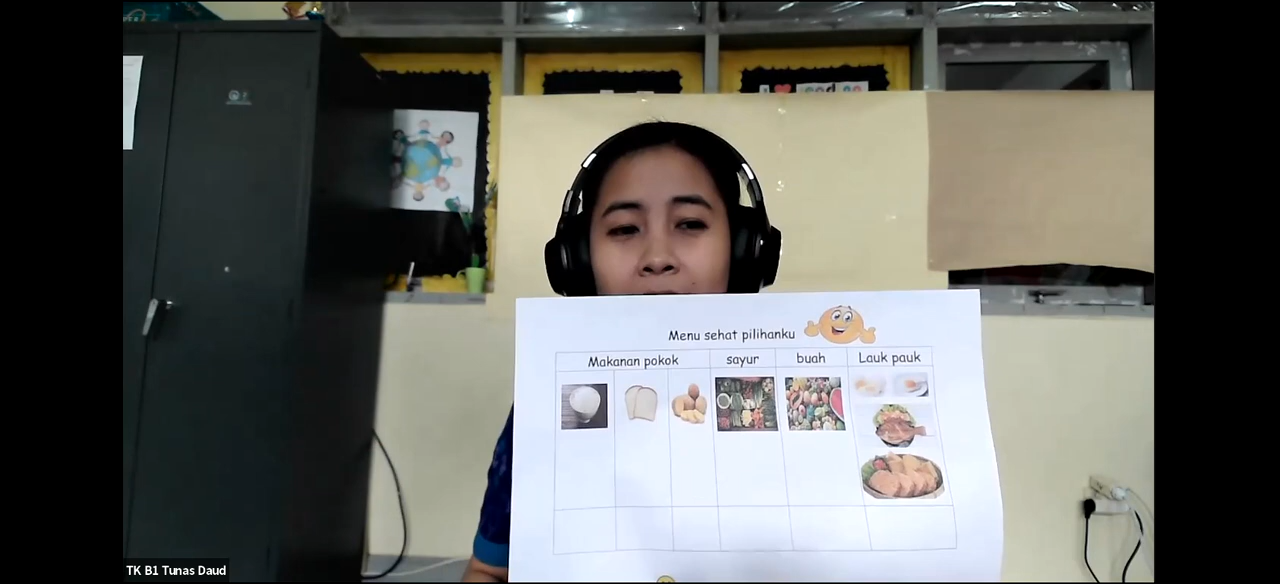 Menu sehat pilihanku
Makanan pokok sayur buah Lauk pauk
TK B1 Tunas Daud